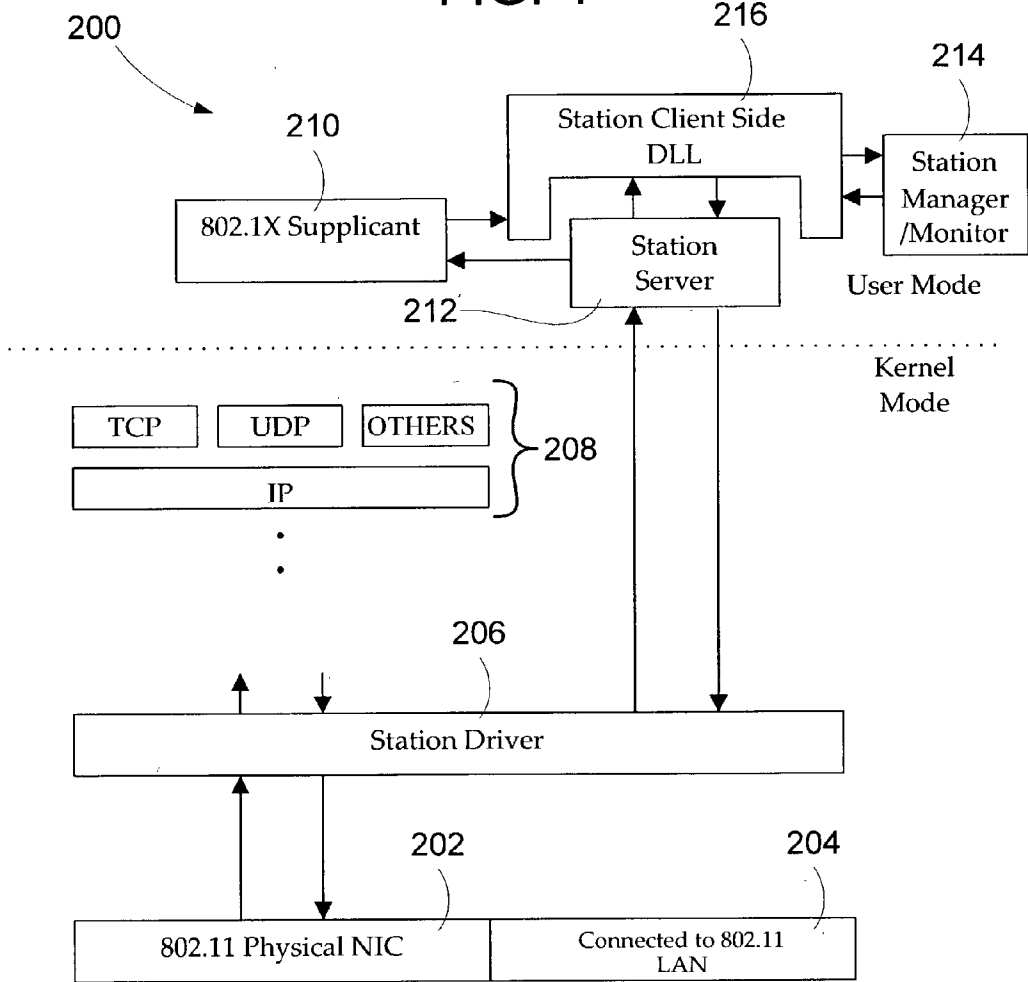 200
216
214
210
Station Client Side
DLL
Station
Manager
/Monitor
802.1X Supplicant
Station
Server
212
User Mode
Kernel
Mode
TCP
UDP
OTHERS
208
IP
206
Station Driver
202
204
802.11 Physical NIC
Connected to 802.11
LAN